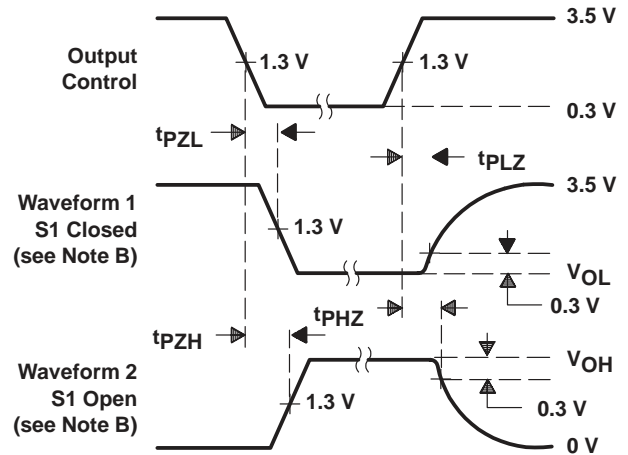 3.5 V
Output
Control
1.3 V
1.3 V
0.3 V
tPZL
tPLZ
Waveform 1
S1 Closed
(see Note B)
3.5 V
1.3 V
VOL
0.3 V
tPZH
tPHZ
Waveform 2
S1 Open
(see Note B)
VOH
1.3 V
0.3 V
0 V